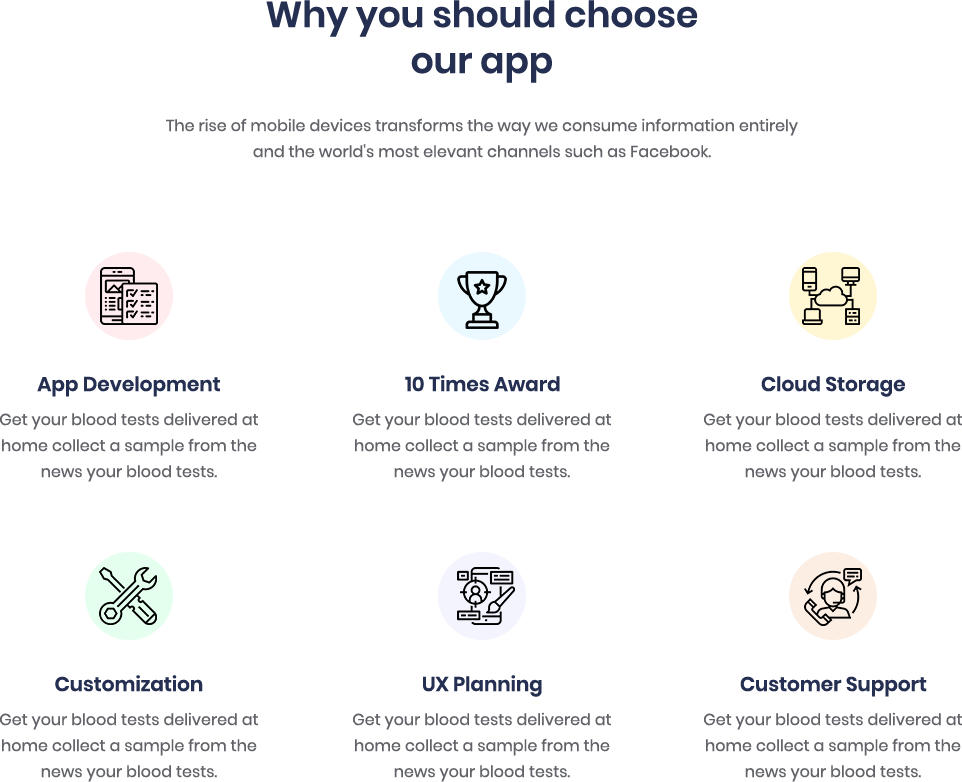 Why you should choose
our app
The rise of mobile devices transforms the way we consume information entirely
and the world's most elevant channels such as Facebook.
App Development
Get your blood tests delivered at
home collect a sample from the
news your blood tests.
10 Times Award
Get your blood tests delivered at
home collect a sample from the
news your blood tests.
Cloud Storage
Get your blood tests delivered at
home collect a sample from the
news your blood tests.
Customization
Get your blood tests delivered at
home collect a sample from the
news your blood tests.
UX Planning
Get your blood tests delivered at
home collect a sample from the
news your blood tests.
Customer Support
Get your blood tests delivered at
home collect a sample from the
news your blood tests.